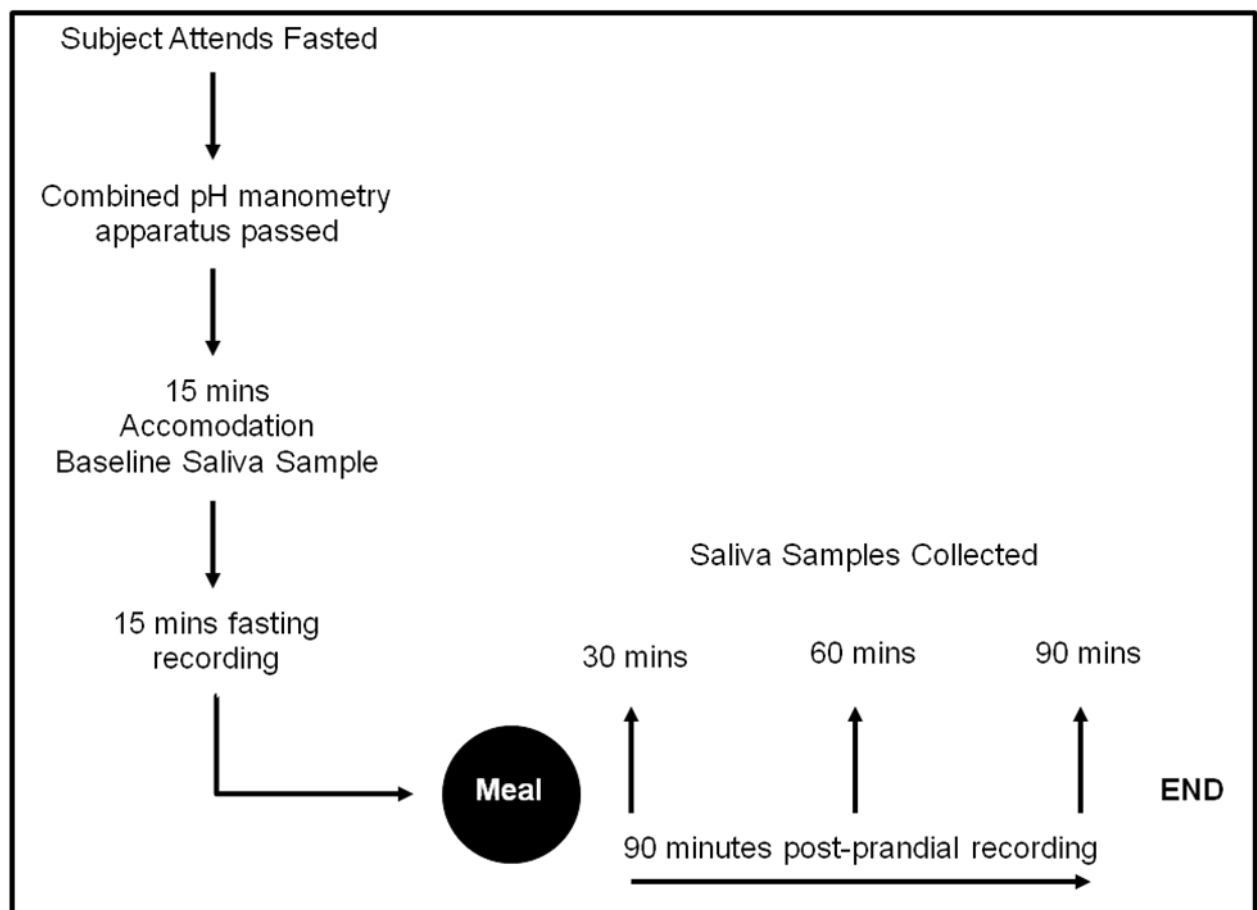 Subject Attends Fasted
Combined pH manometry
apparatus passed
15 mins
Accomodation
Baseline Saliva Sample
15 mins fasting
recording
Saliva Samples Collected
30 mins
60 mins
90 mins
Meal
END
90 minutes post-prandial recording